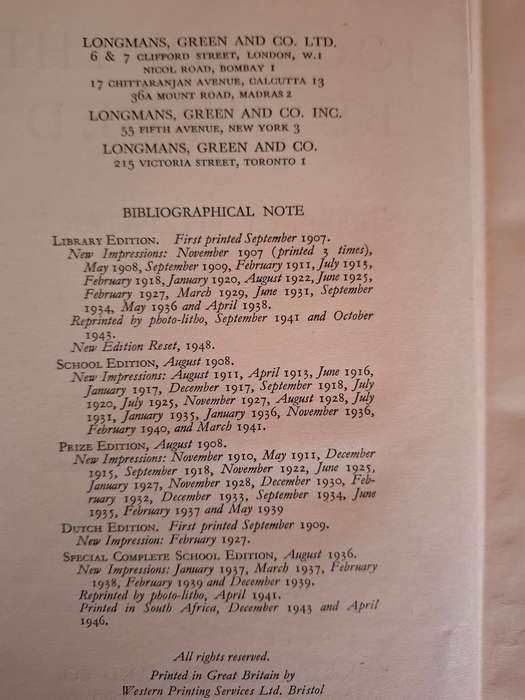 LONGMANS, GREEN AND CO. LTD.
6 & 7 CLIFFORD STREET, LONDON, W.1
NICOL ROAD, BOMBAY 1
17 CHITTARANJAN AVENUE, CALCUTTA 13
36A MOUNT ROAD, MADRAS 2
LONGMANS, GREEN AND CO. INC.
55 FIFTH AVENUE, NEW YORK 3
LONGMANS, GREEN AND CO.
215 VICTORIA STREET, TORONTO 1
BIBLIOGRAPHICAL NOTE
LIBRARY EDITION. First printed September 1907.
New Impressions: November 1907 (printed 3 times),
May 1908, September 1909, February 1911, July 1913,
February 1918, January 1920, August 1922, June 1925,
February 1927, March 1929, June 1931, September
1934, May 1936 and April 1938.
Reprinted by photo-litho, September 1941 and October
1943.
New Edition Reset, 1948.
SCHOOL EDITION, August 1908.
New Impressions: August 1911, April 1913, June 1916,
January 1917, December 1917, September 1918, July
1920, July 1925, November 1927, August 1928, July
1931, January 1935, January 1936, November 1936,
February 1940, and March 1941.
PRIZE EDITION, August 1908.
New Impressions: November 1910, May 1911, December
1915, September 1918, November 1922, June 1925,
January 1927, November 1928, December 1930, Feb-
ruary 1932, December 1933, September 1934, June
1935, February 1937 and May 1939
DUTCH EDITION. First printed September 1909.
New Impression: February 1927.
SPECIAL COMPLETE SCHOOL EDITION, August 1936.
New Impressions: January 1937, March 1937, February
1938, February 1939 and December 1939.
Reprinted by photo-litho, April 1941.
Printed in South Africa, December 1943 and April
1946.
All rights reserved.
Printed in Great Britain by
Western Printing Services Ltd. Bristol